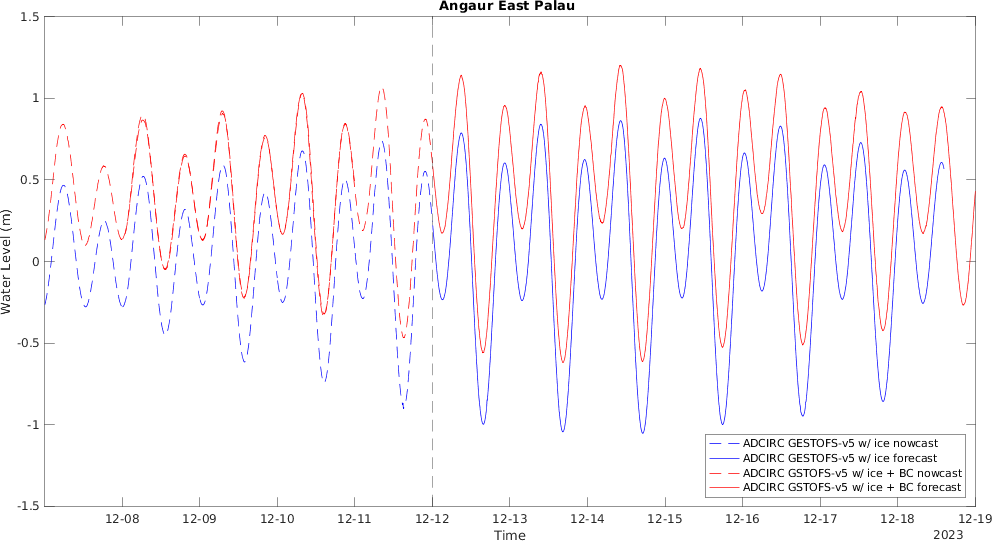 Angaur East Palau
1.5
1
0.5
0
-0.5
-1
-1.5
Water Level (m)
ADCIRC GESTOFS-v5 w/ ice nowcast
ADCIRC GESTOFS-v5 w/ ice forecast
ADCIRC GSTOFS-v5 w/ ice + BC nowcast
ADCIRC GSTOFS-v5 w/ ice + BC forecast
12-08 12-09 12-10 12-11 12-12 12-13 12-14 12-15 12-16 12-17 12-18 12-19
Time
2023